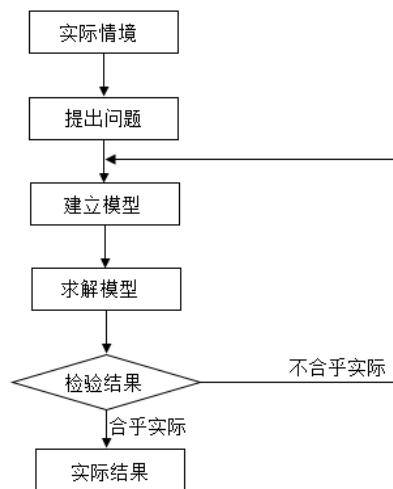 实际情境
提出问题
建立模型
求解模型
检验结果
不合乎实际
合乎实际
实际结果